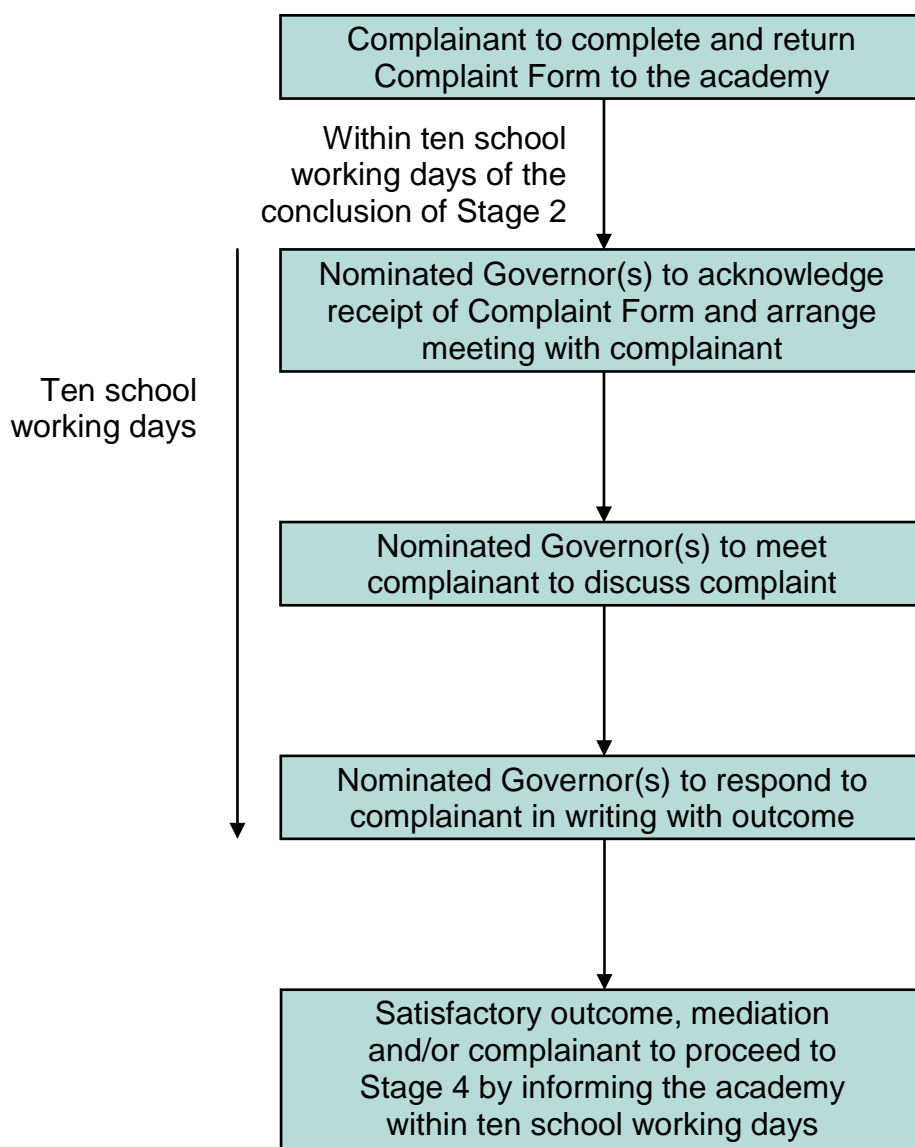 Complainant to complete and return
Complaint Form to the academy
Within ten school
working days of the
conclusion of Stage 2
Nominated Governor(s) to acknowledge
receipt of Complaint Form and arrange
meeting with complainant
Ten school
working days
Nominated Governor(s) to meet
complainant to discuss complaint
Nominated Governor(s) to respond to
complainant in writing with outcome
Satisfactory outcome, mediation
and/or complainant to proceed to
Stage 4 by informing the academy
within ten school working days